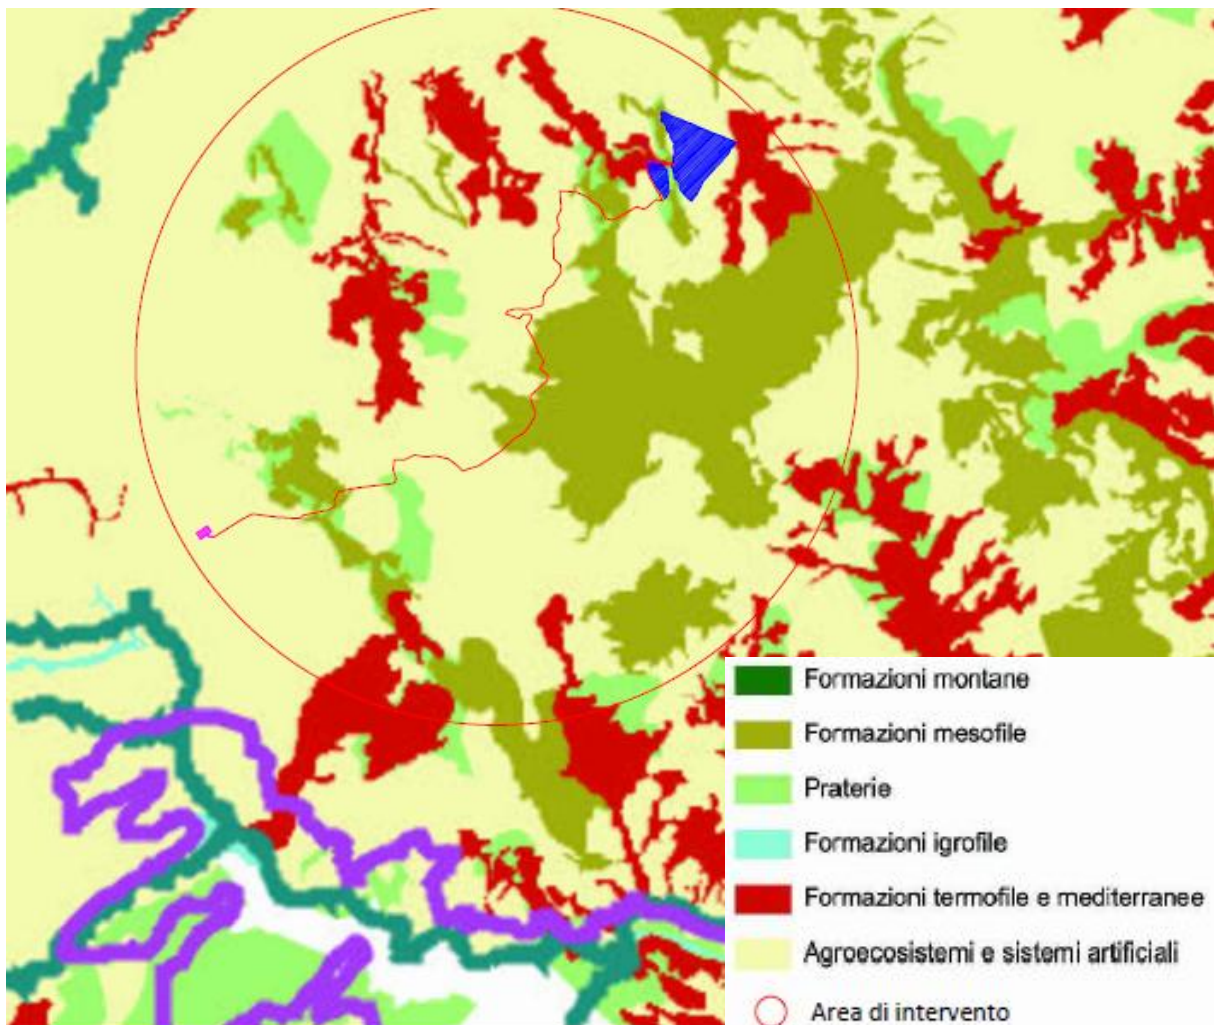 Formazioni montane
Formazioni mesofile
Praterie
Formazioni igrofile
Formazioni termofile e mediterranee
Agroecosistemi e sistemi artificiali
Area di intervento